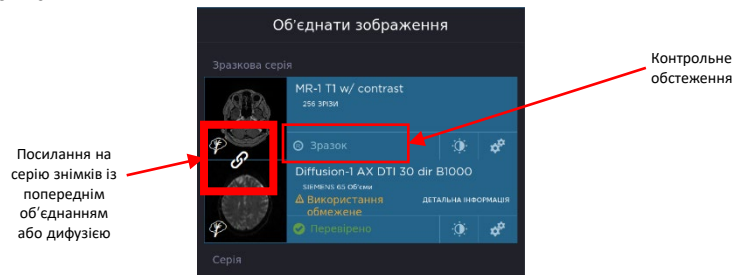 Об'єднати зображення
Зразкова серія
MR-1 T1 w/ contrast
256 ЗРІЗИ
Зразок
Diffusion-1 AX DTI 30 dir B1000
SIEMENS 65 Об'єми
Використання
обмежене
ДЕТАЛЬНА ІНФОРМАЦІЯ
Перевірено
Серія
Посилання на
серію знімків із
попереднім
об'єднанням
або дифузією
Контрольне
обстеження